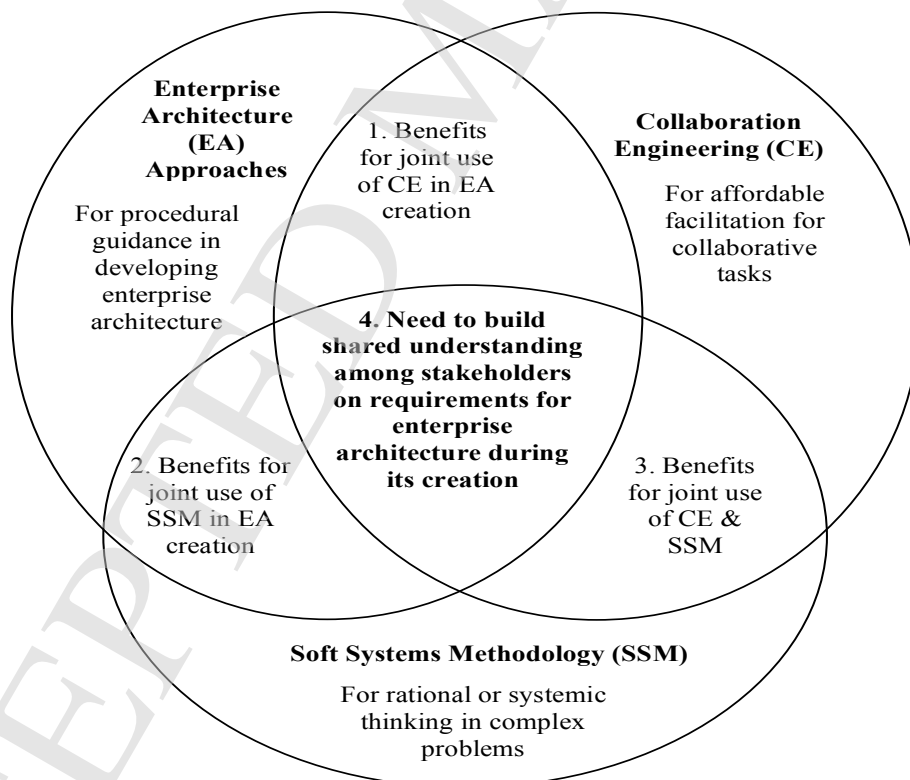 Enterprise
Architecture
(EA)
Approaches
For procedural
guidance in
developing
enterprise
architecture
1. Benefits
for joint use
of CE in EA
creation
Collaboration
Engineering (CE)
For affordable
facilitation for
collaborative
tasks
4. Need to build
shared understanding
among stakeholders
on requirements for
enterprise
architecture during
its creation
2. Benefits for
joint use of
SSM in EA
creation
3. Benefits
for joint use
of CE &
SSM
Soft Systems Methodology (SSM)
For rational or systemic
thinking in complex
problems